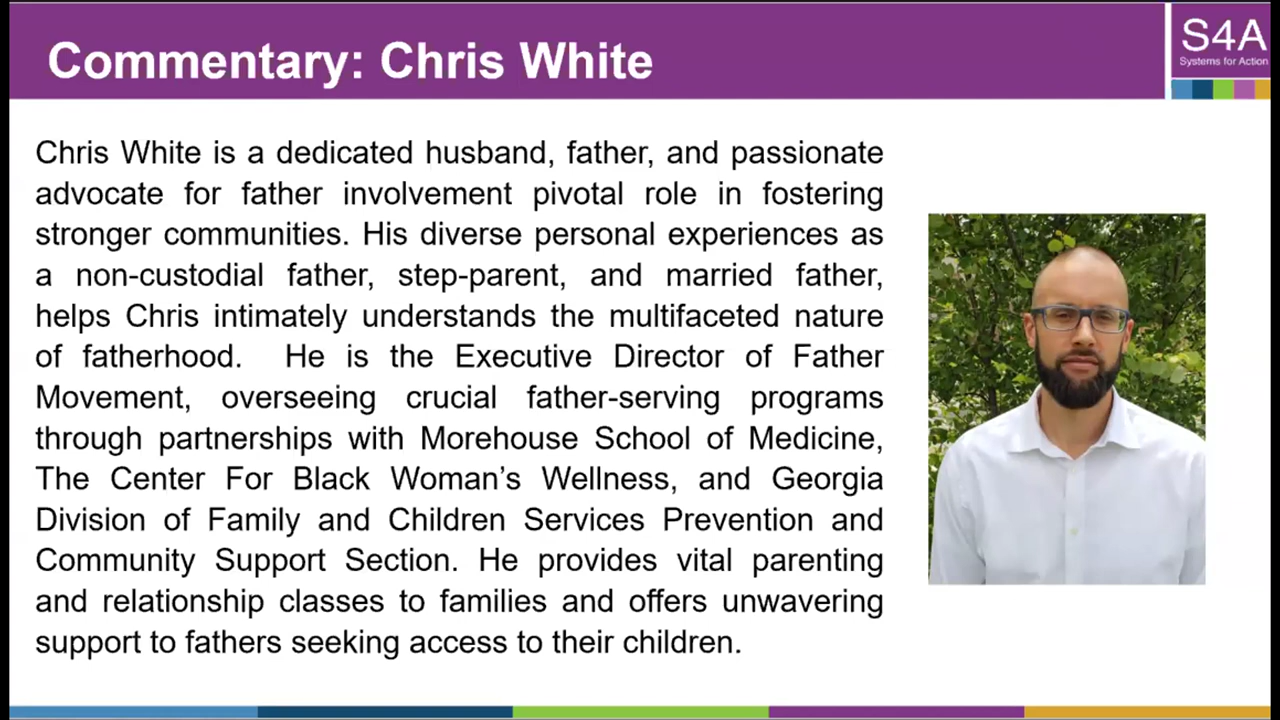 Commentary: Chris White
S4A
Systems for Action
Chris White is a dedicated husband, father, and passionate
advocate for father involvement pivotal role in fostering
stronger communities. His diverse personal experiences as
a non-custodial father, step-parent, and married father,
helps Chris intimately understands the multifaceted nature
of fatherhood.  He is the Executive Director of Father
Movement, overseeing crucial father-serving programs
through partnerships with Morehouse School of Medicine,
The Center For Black Woman’s Wellness, and Georgia
Division of Family and Children Services Prevention and
Community Support Section. He provides vital parenting
and relationship classes to families and offers unwavering
support to fathers seeking access to their children.